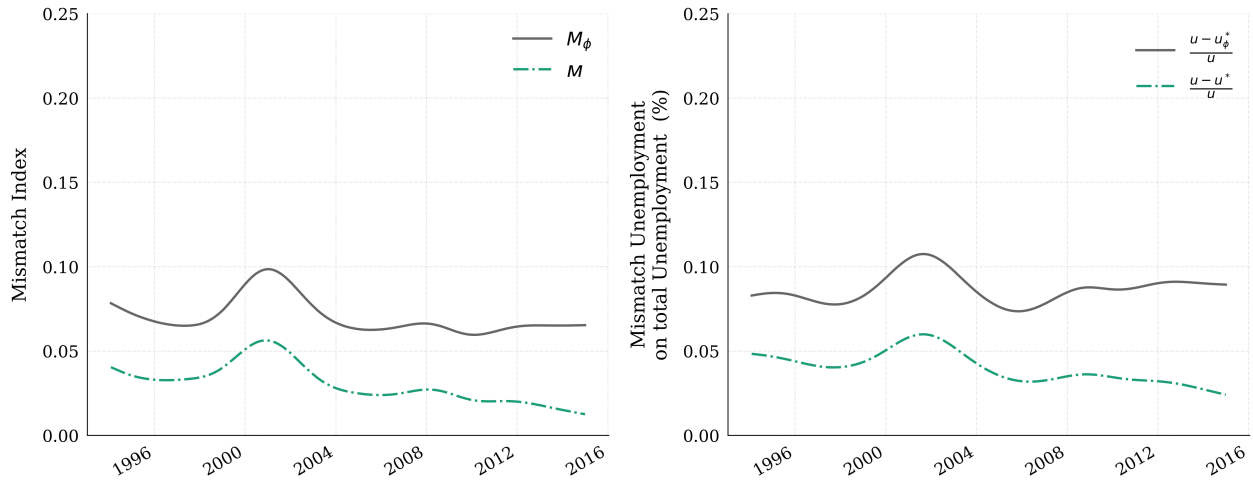 Mismatch Index
0.25
0.20
0.15
0.10
0.05
0.00
1996
2000
2004
2008
2012
2016
M_ϕ
M
Mismatch Unemployment
on total Unemployment (%)
0.25
0.20
0.15
0.10
0.05
0.00
1996
2000
2004
2008
2012
2016
u − u*_ϕ
u
u − u*
u